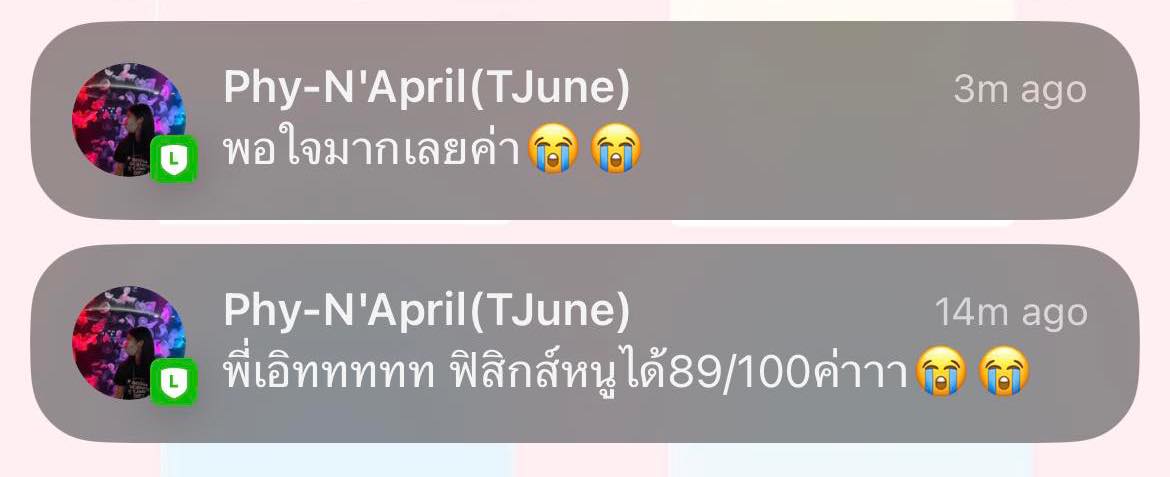 Phy-N'April(TJune)
3m ago
พอใจมากเลยค่า😭😭
Phy-N'April(TJune)
14m ago
พี่เอิททททท ฟิสิกส์หนูได้89/100ค่าาา😭😭